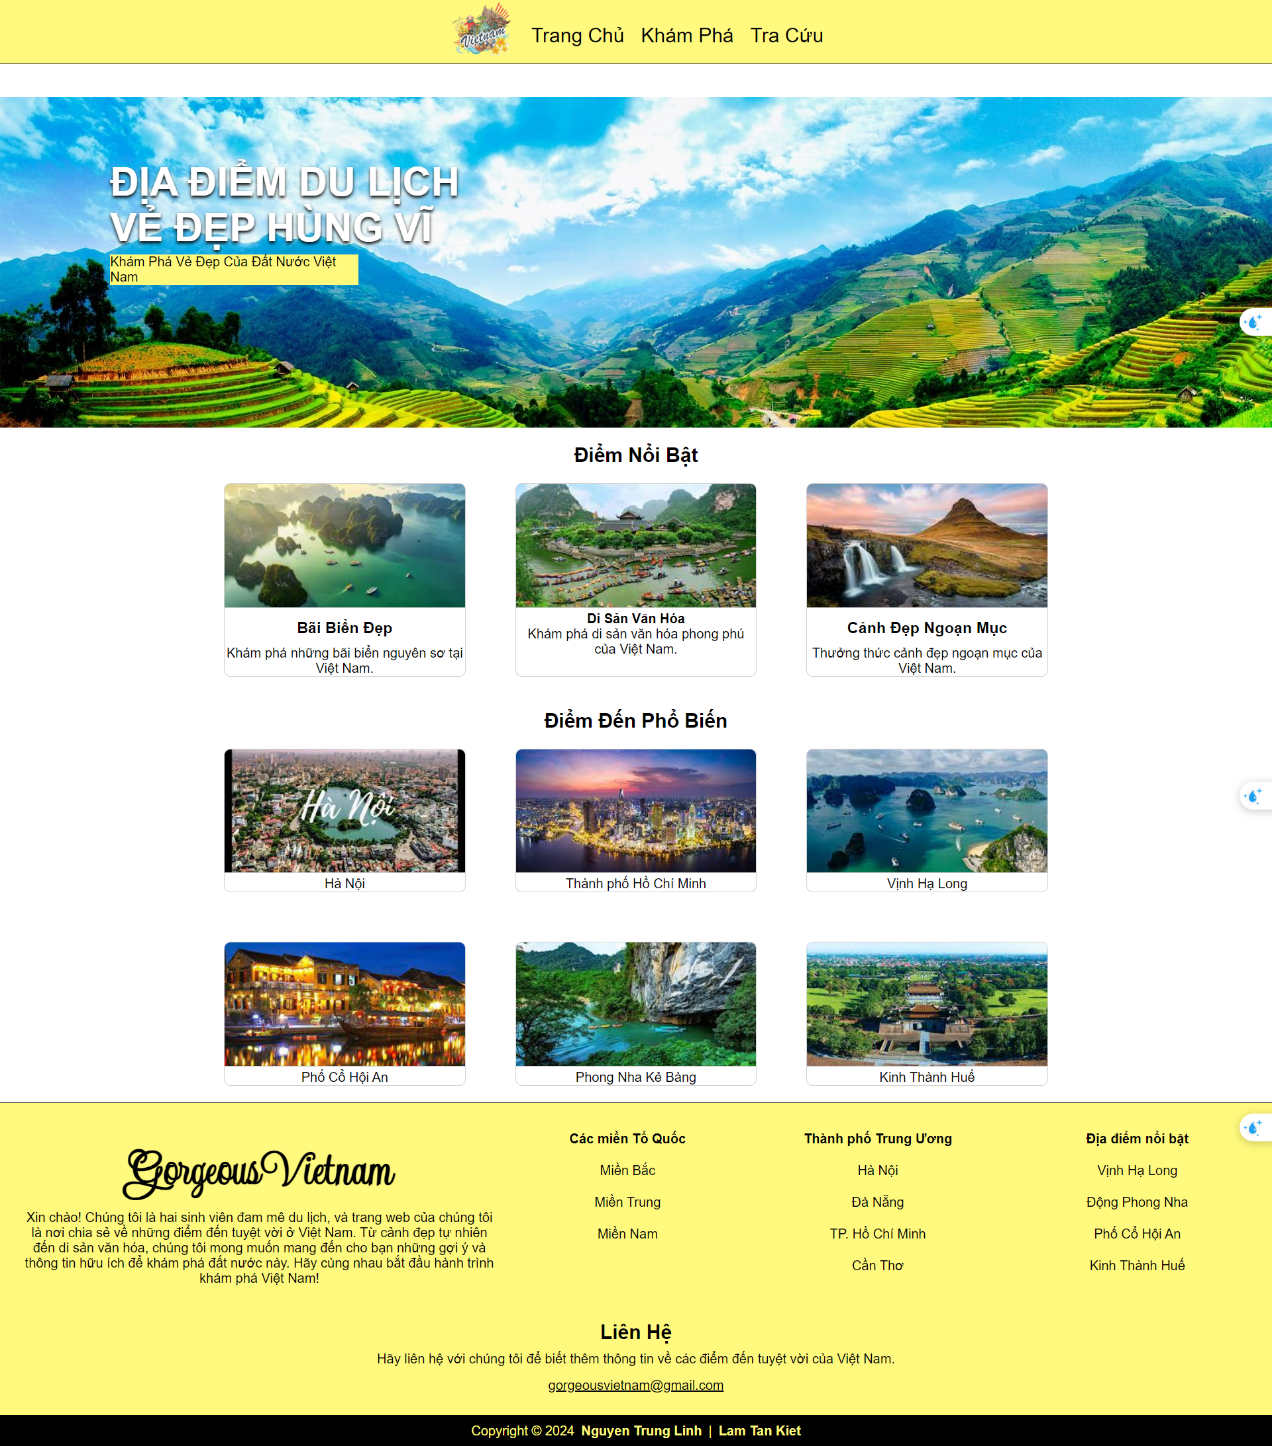 Vietnam
Trang Chủ Khám Phá Tra Cứu
ĐỊA ĐIỂM DU LỊCH
VẺ ĐẸP HÙNG VĨ
Khám Phá Vẻ Đẹp Của Đất Nước Việt
Nam
Điểm Nổi Bật
Bãi Biển Đẹp
Khám phá những bãi biển nguyên sơ tại
Việt Nam.
Di Sản Văn Hóa
Khám phá di sản văn hóa phong phú
của Việt Nam.
Cảnh Đẹp Ngoạn Mục
Thưởng thức cảnh đẹp ngoạn mục của
Việt Nam.
Điểm Đến Phổ Biến
Hà Nội
Hà Nội
Thành phố Hồ Chí Minh
Vịnh Hạ Long
Phố Cổ Hội An
Phong Nha Kẻ Bàng
Kinh Thành Huế
Gorgeous Vietnam
Xin chào! Chúng tôi là hai sinh viên đam mê du lịch, và trang web của chúng tôi
là nơi chia sẻ về những điểm đến tuyệt vời ở Việt Nam. Từ cảnh đẹp tự nhiên
đến di sản văn hóa, chúng tôi mong muốn mang đến cho bạn những gợi ý và
thông tin hữu ích để khám phá đất nước này. Hãy cùng nhau bắt đầu hành trình
khám phá Việt Nam!
Các miền Tổ Quốc
Miền Bắc
Miền Trung
Miền Nam
Thành phố Trung Ương
Hà Nội
Đà Nẵng
TP. Hồ Chí Minh
Cần Thơ
Địa điểm nổi bật
Vịnh Hạ Long
Động Phong Nha
Phố Cổ Hội An
Kinh Thành Huế
Liên Hệ
Hãy liên hệ với chúng tôi để biết thêm thông tin về các điểm đến tuyệt vời của Việt Nam.
gorgeousvietnam@gmail.com
Copyright © 2024 Nguyen Trung Linh | Lam Tan Kiet